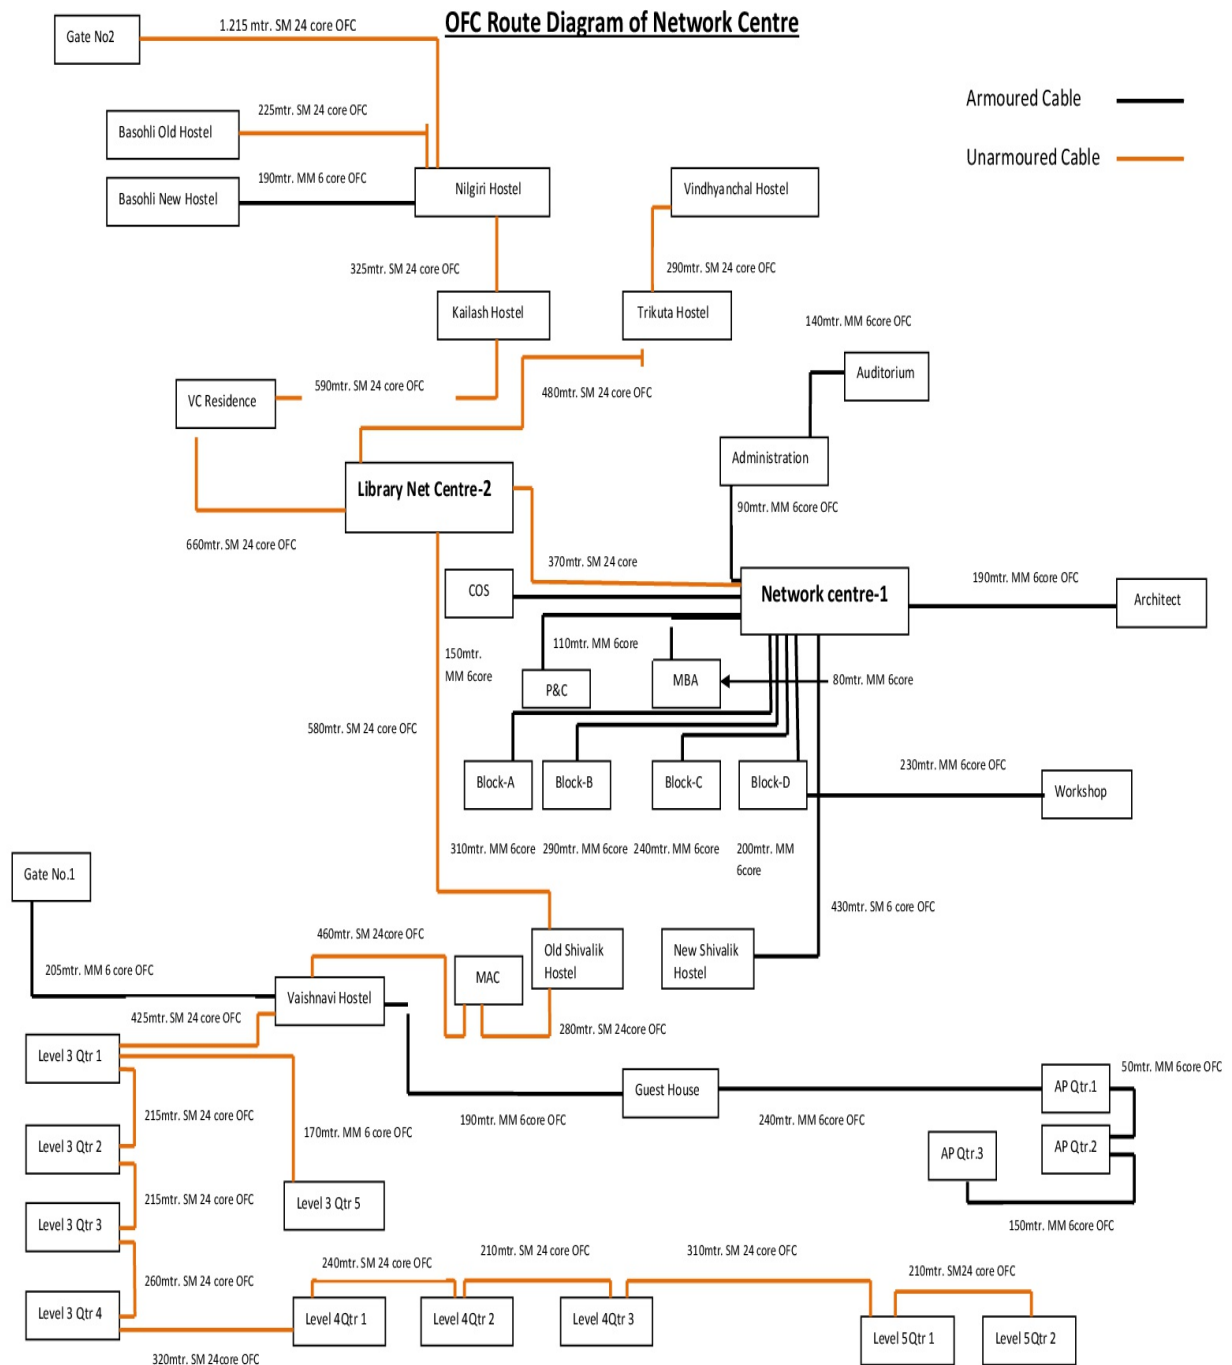 OFC Route Diagram of Network Centre
Gate No2
1.215 mtr. SM 24 core OFC
Armoured Cable
Unarmoured Cable
225mtr. SM 24 core OFC
Basohli Old Hostel
190mtr. MM 6 core OFC
Basohli New Hostel
Nilgiri Hostel
Vindhyanchal Hostel
325mtr. SM 24 core OFC
290mtr. SM 24 core OFC
Kailash Hostel
Trikuta Hostel
140mtr. MM 6core OFC
Auditorium
590mtr. SM 24 core OFC
480mtr. SM 24 core OFC
VC Residence
Administration
Library Net Centre-2
90mtr. MM 6core OFC
660mtr. SM 24 core OFC
370mtr. SM 24 core
COS
Network centre-1
190mtr. MM 6core OFC
Architect
150mtr.
MM 6core
110mtr. MM 6core
P&C
MBA
80mtr. MM 6core
580mtr. SM 24 core OFC
Block-A
Block-B
Block-C
Block-D
230mtr. MM 6core OFC
Workshop
310mtr. MM 6core
290mtr. MM 6core
240mtr. MM 6core
200mtr. MM
6core
Gate No.1
430mtr. SM 6 core OFC
460mtr. SM 24core OFC
Old Shivalik
Hostel
New Shivalik
Hostel
MAC
205mtr. MM 6 core OFC
Vaishnavi Hostel
425mtr. SM 24 core OFC
280mtr. SM 24core OFC
Level 3 Qtr 1
Guest House
AP Qtr.1
50mtr. MM 6core OFC
215mtr. SM 24 core OFC
190mtr. MM 6core OFC
240mtr. MM 6core OFC
170mtr. MM 6 core OFC
Level 3 Qtr 2
AP Qtr.3
AP Qtr.2
215mtr. SM 24 core OFC
Level 3 Qtr 5
Level 3 Qtr 3
150mtr. MM 6core OFC
240mtr. SM 24 core OFC
210mtr. SM 24 core OFC
310mtr. SM 24 core OFC
260mtr. SM 24 core OFC
210mtr. SM24 core OFC
Level 3 Qtr 4
Level 4Qtr 1
Level 4Qtr 2
Level 4Qtr 3
Level 5Qtr 1
Level 5Qtr 2
320mtr. SM 24core OFC